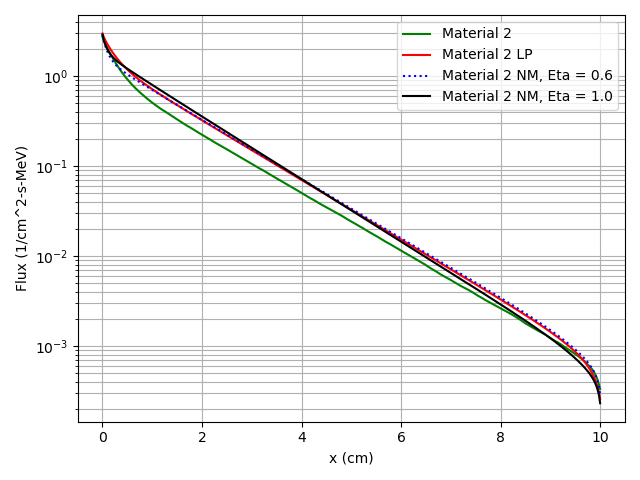 Material 2
Material 2 LP
Material 2 NM, Eta = 0.6
Material 2 NM, Eta = 1.0
Flux (1/cm^2-s-MeV)
10^0
10^−1
10^−2
10^−3
0 2 4 6 8 10
x (cm)